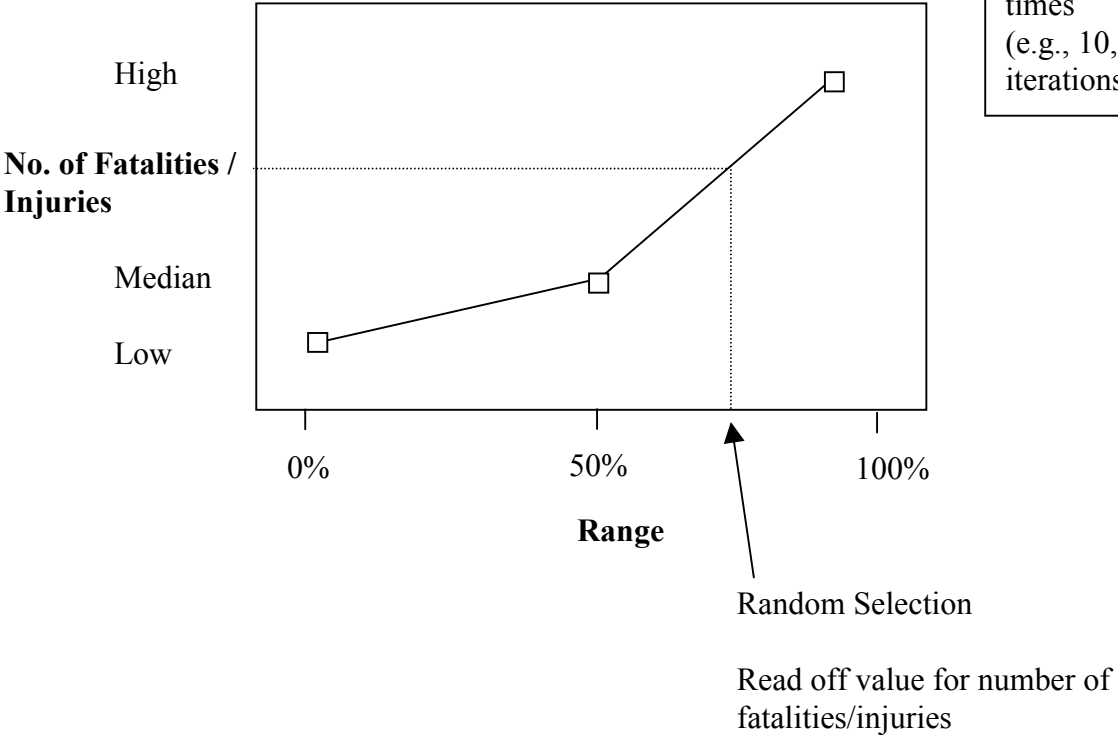 times
(e.g., 10,
iterations
High
No. of Fatalities /
Injuries
Median
Low
0%
50%
100%
Range
Random Selection
Read off value for number of
fatalities/injuries